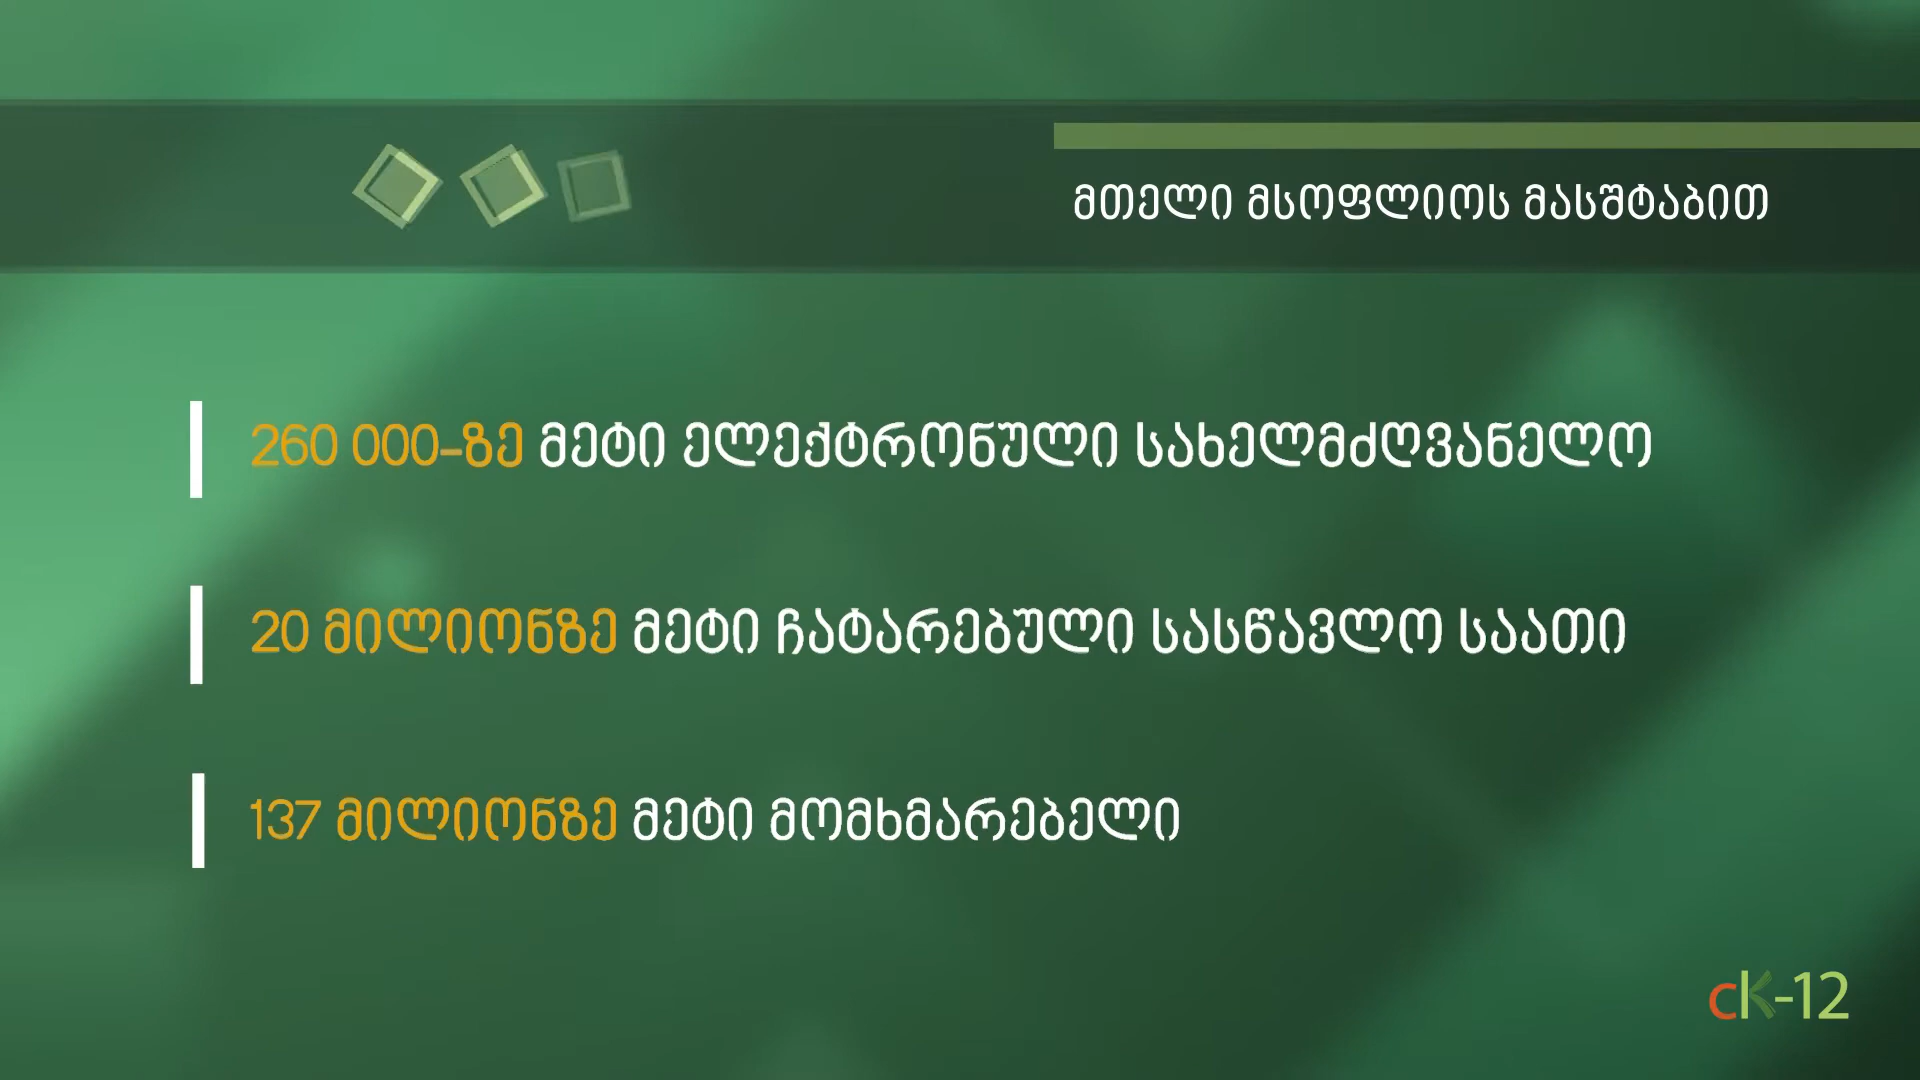 მთელი მსოფლიოს მასშტაბით
260 000-ზე მეტი ელექტრონული სახელმძღვანელო
20 მილიონზე მეტი ჩატარებული სასწავლო საათი
137 მილიონზე მეტი მომხმარებელი
cK-12